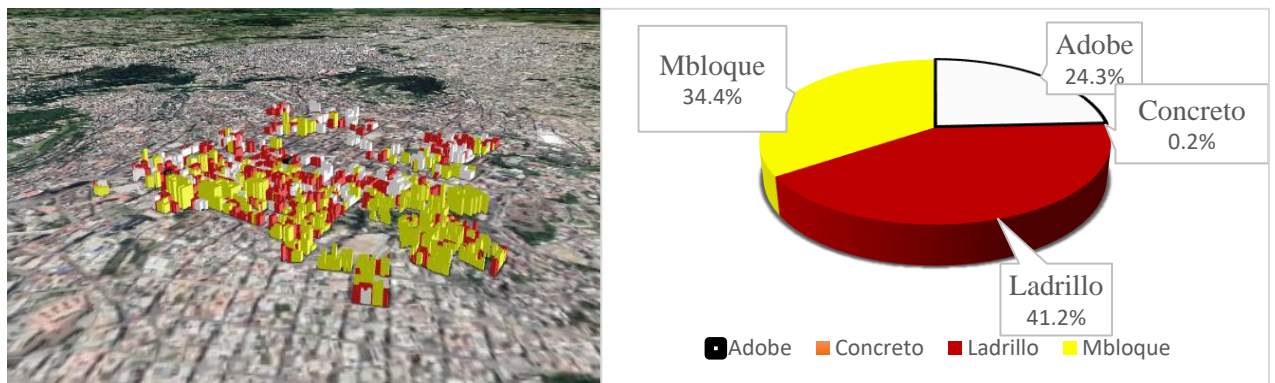 Mbloque
34.4%
Adobe
24.3%
Concreto
0.2%
Ladrillo
41.2%
Adobe Concreto Ladrillo Mbloque